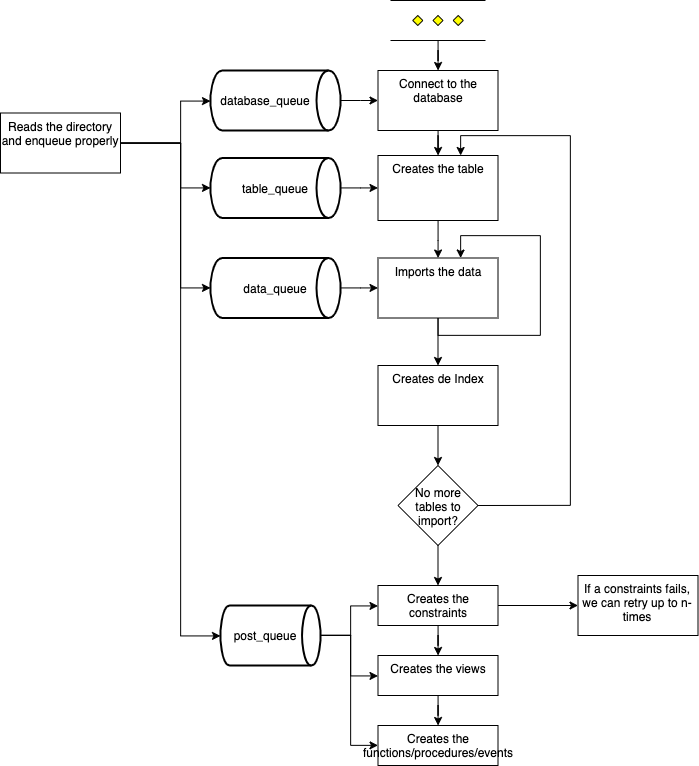 Connect to the
database
database_queue
Reads the directory
and enqueue properly
Creates the table
table_queue
Imports the data
data_queue
Creates de Index
No more
tables to
import?
Creates the
constraints
If a constraints fails,
we can retry up to n-
times
post_queue
Creates the views
Creates the
functions/procedures/events